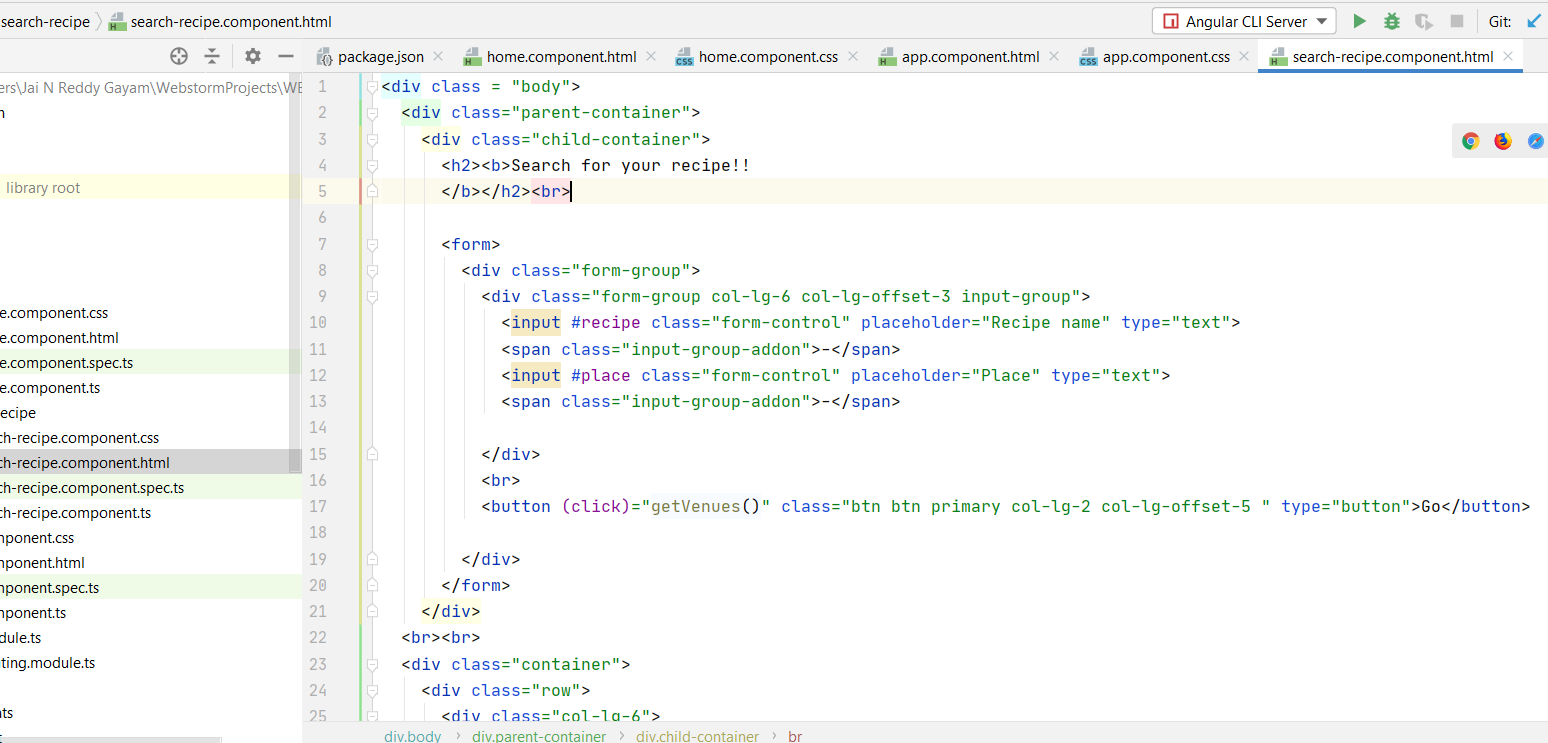 search-recipe search-recipe.component.html Angular CLI Server Git:
package.json home.component.html home.component.css app.component.html app.component.css search-recipe.component.html
ers\Jai N Reddy Gayam\WebstormProjects\WE
n
library root
e.component.css
e.component.html
e.component.spec.ts
e.component.ts
recipe
ch-recipe.component.css
ch-recipe.component.html
ch-recipe.component.spec.ts
ch-recipe.component.ts
mponent.css
mponent.html
mponent.spec.ts
mponent.ts
dule.ts
ting.module.ts
nts
1 <div class = "body">
2 <div class="parent-container">
3 <div class="child-container">
4 <h2><b>Search for your recipe!!
5 </b></h2><br>
6
7 <form>
8 <div class="form-group">
9 <div class="form-group col-lg-6 col-lg-offset-3 input-group">
10 <input #recipe class="form-control" placeholder="Recipe name" type="text">
11 <span class="input-group-addon">-</span>
12 <input #place class="form-control" placeholder="Place" type="text">
13 <span class="input-group-addon">-</span>
14
15 </div>
16 <br>
17 <button (click)="getVenues()" class="btn btn primary col-lg-2 col-lg-offset-5 " type="button">Go</button>
18
19 </div>
20 </form>
21 </div>
22 <br><br>
23 <div class="container">
24 <div class="row">
25 <div class="col-lg-6">
div.body div.parent-container div.child-container br